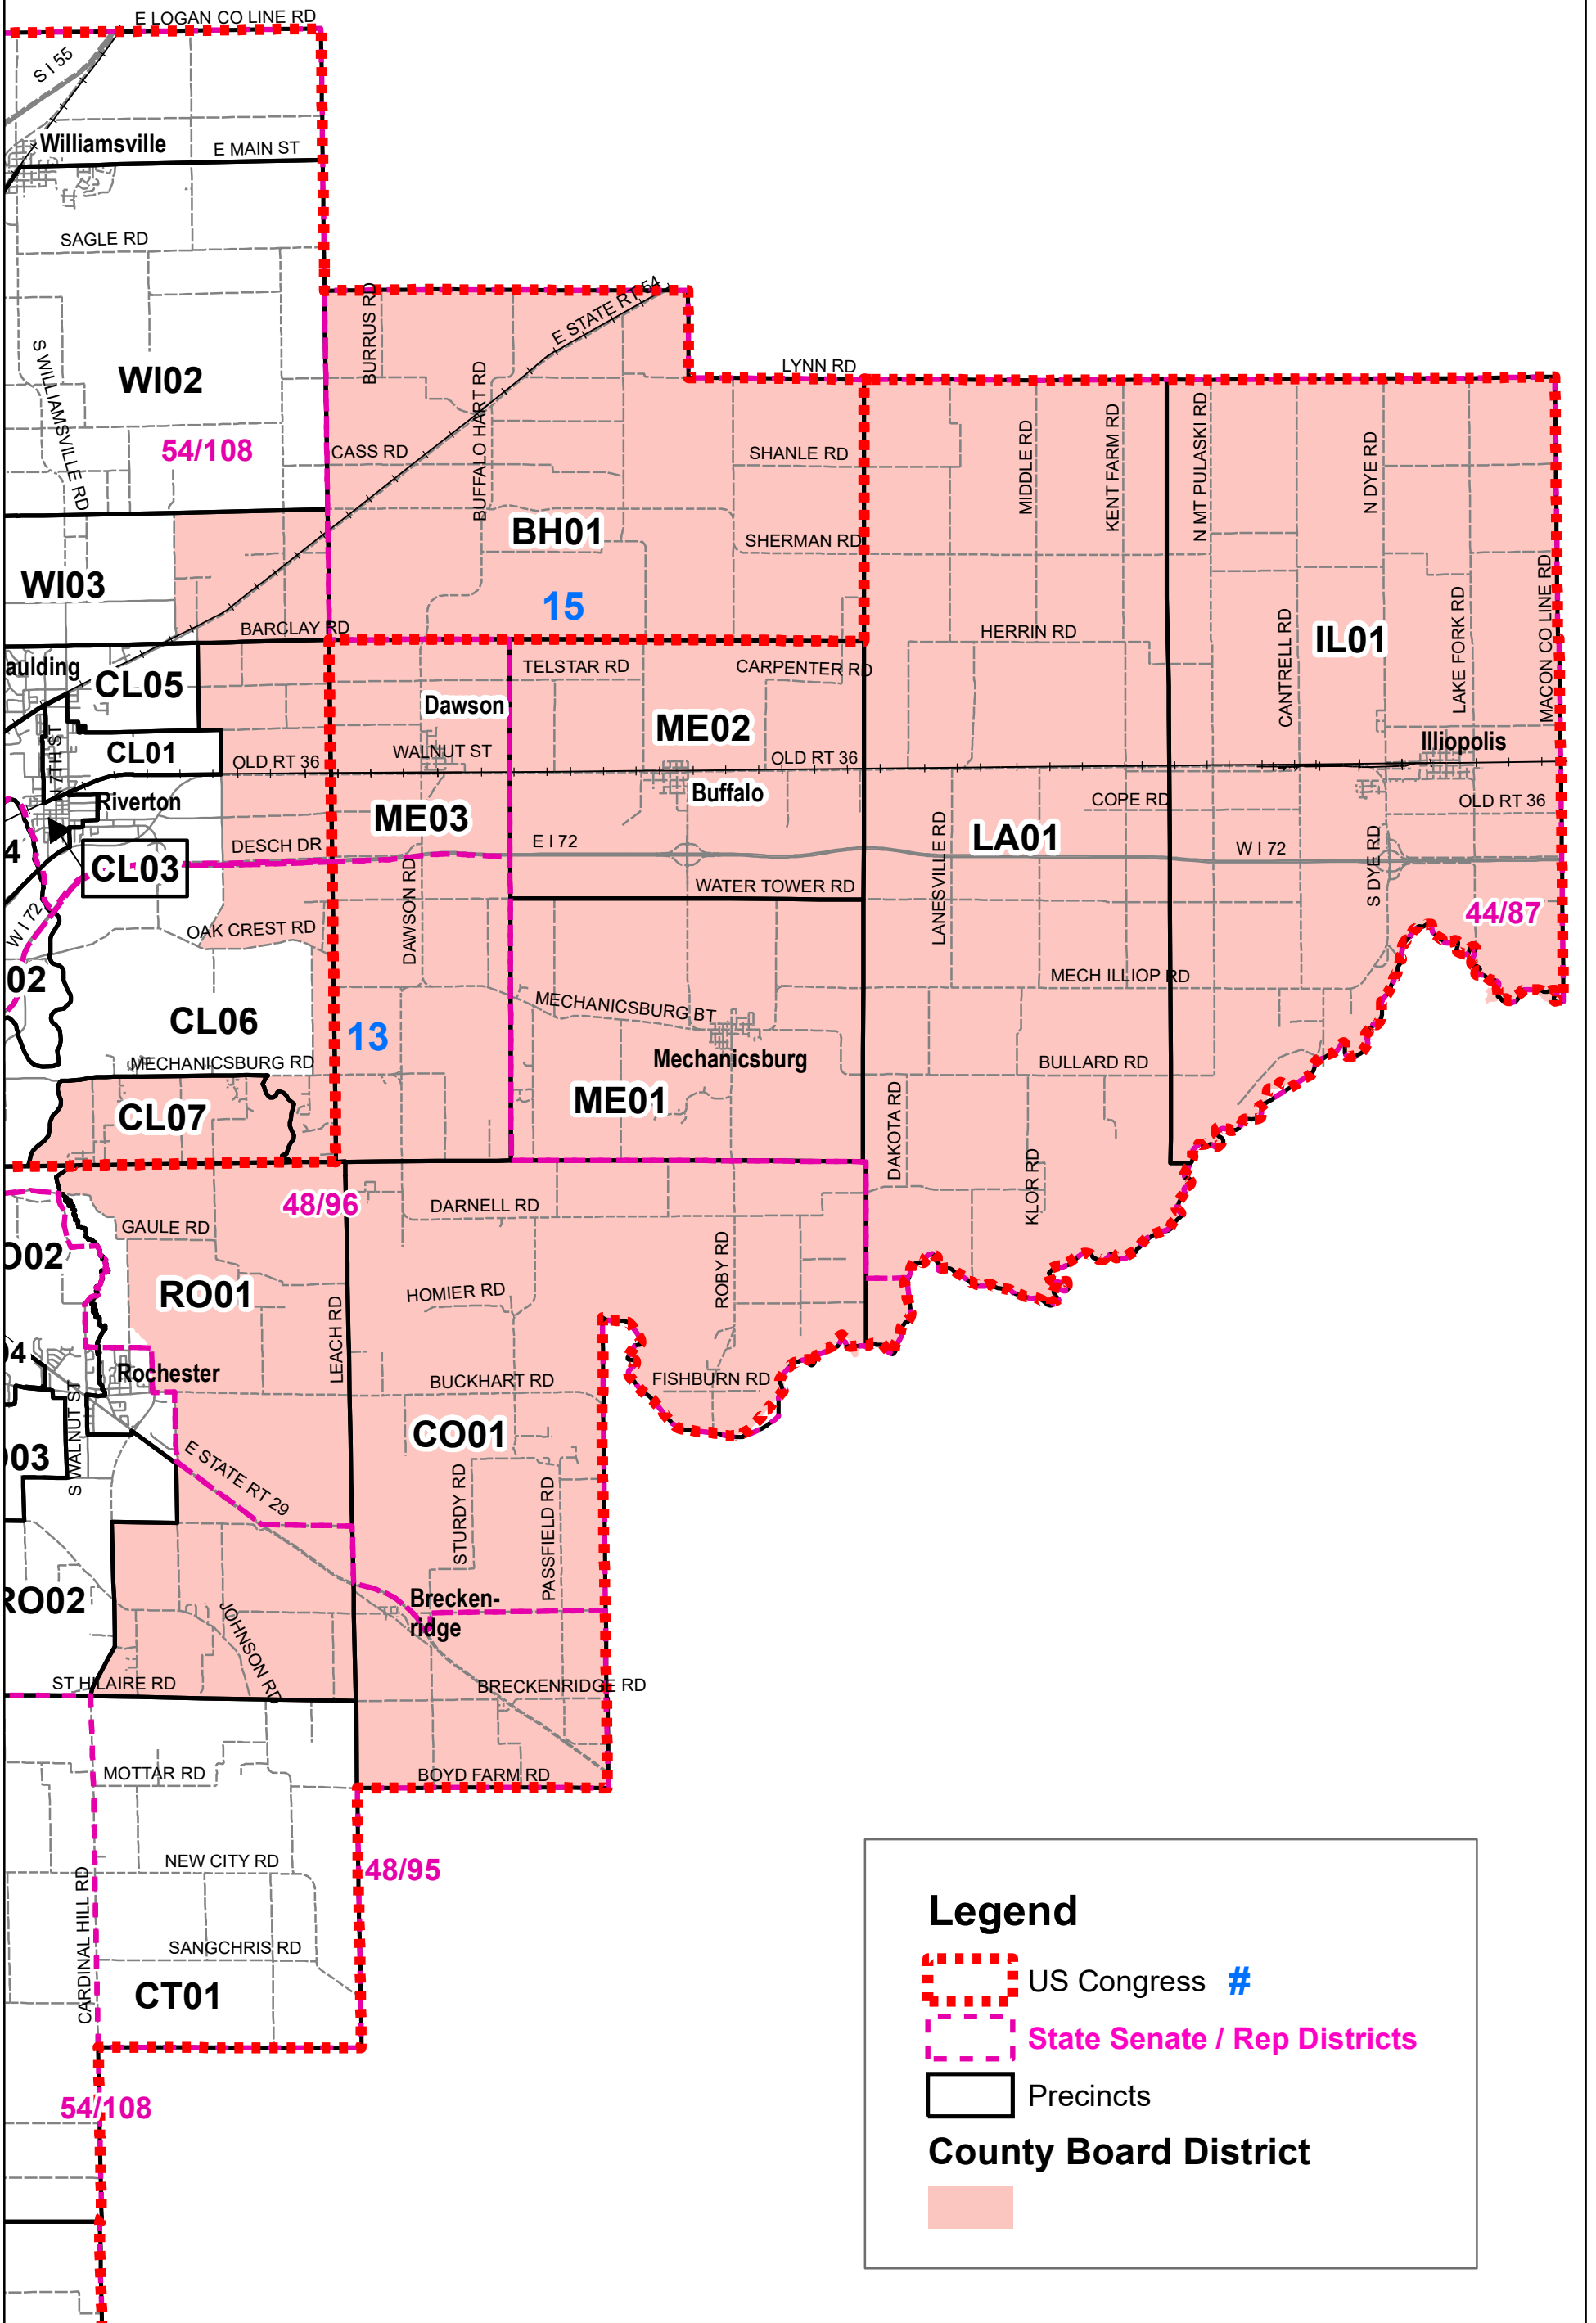 E LOGAN CO LINE RD
S I 55
Williamsville
E MAIN ST
SAGLE RD
S WILLIAMSVILLE RD
WI02
54/108
BURRUS RD
E STATE RT 54
BUFFALO HART RD
LYNN RD
CASS RD
SHANLE RD
MIDDLE RD
KENT FARM RD
N MT PULASKI RD
N DYE RD
BH01
SHERMAN RD
WI03
15
BARCLAY RD
HERRIN RD
CANTRELL RD
IL01
LAKE FORK RD
MACON CO LINE RD
aulding
CL05
TELSTAR RD
CARPENTER RD
Dawson
ME02
CL01
WALNUT ST
OLD RT 36
OLD RT 36
Illiopolis
Riverton
Buffalo
COPE RD
OLD RT 36
ME03
LANESVILLE RD
LA01
4
DESCH DR
E I 72
W I 72
S DYE RD
CL03
DAWSON RD
WATER TOWER RD
44/87
W I 72
OAK CREST RD
02
MECH ILLIOP RD
CL06
13
MECHANICSBURG BT
MECHANICSBURG RD
Mechanicsburg
BULLARD RD
CL07
ME01
DAKOTA RD
48/96
DARNELL RD
KLOR RD
GAULE RD
O02
RO01
HOMIER RD
ROBY RD
LEACH RD
04
Rochester
BUCKHART RD
FISHBURN RD
S WALNUT ST
CO01
03
E STATE RT 29
STURDY RD
PASSFIELD RD
RO02
Brecken-
ridge
JOHNSON RD
ST HILAIRE RD
BRECKENRIDGE RD
MOTTAR RD
BOYD FARM RD
NEW CITY RD
48/95
CARDINAL HILL RD
SANGCHRIS RD
CT01
54/108
Legend
US Congress #
State Senate / Rep Districts
Precincts
County Board District